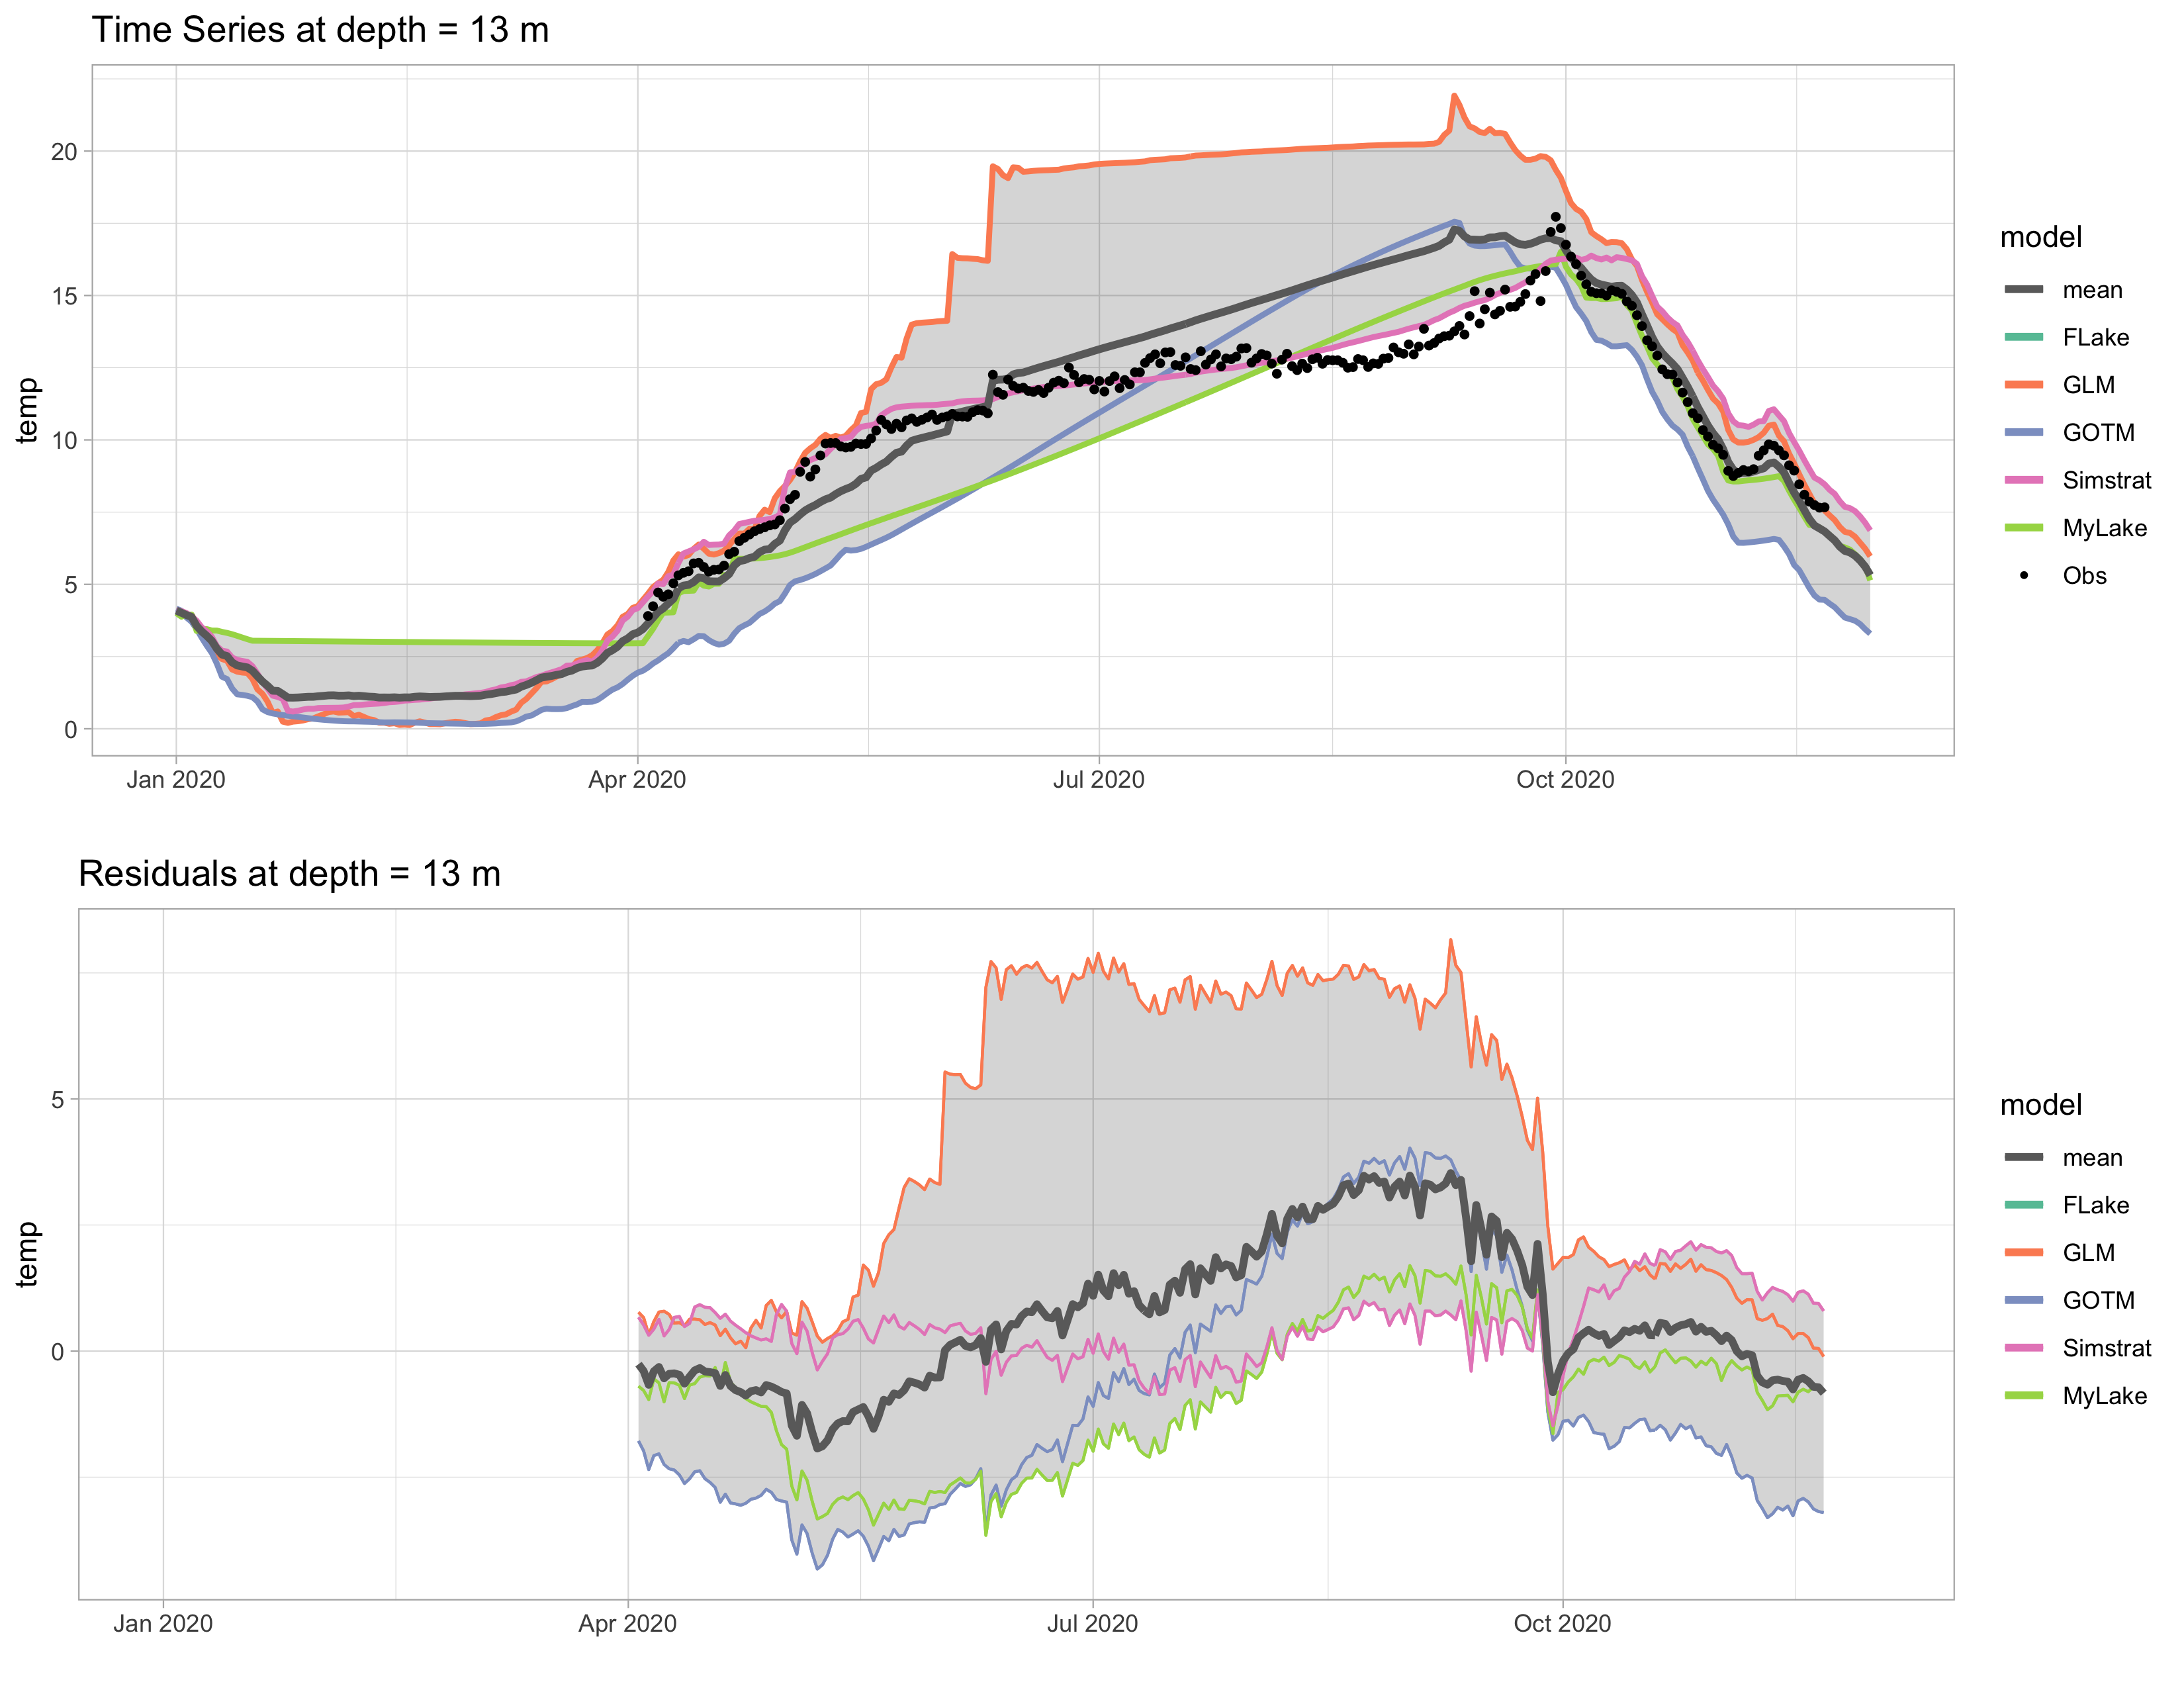 Time Series at depth = 13 m
temp
20
15
10
5
0
Jan 2020
Apr 2020
Jul 2020
Oct 2020
model
mean
FLake
GLM
GOTM
Simstrat
MyLake
Obs
Residuals at depth = 13 m
temp
5
0
Jan 2020
Apr 2020
Jul 2020
Oct 2020
model
mean
FLake
GLM
GOTM
Simstrat
MyLake